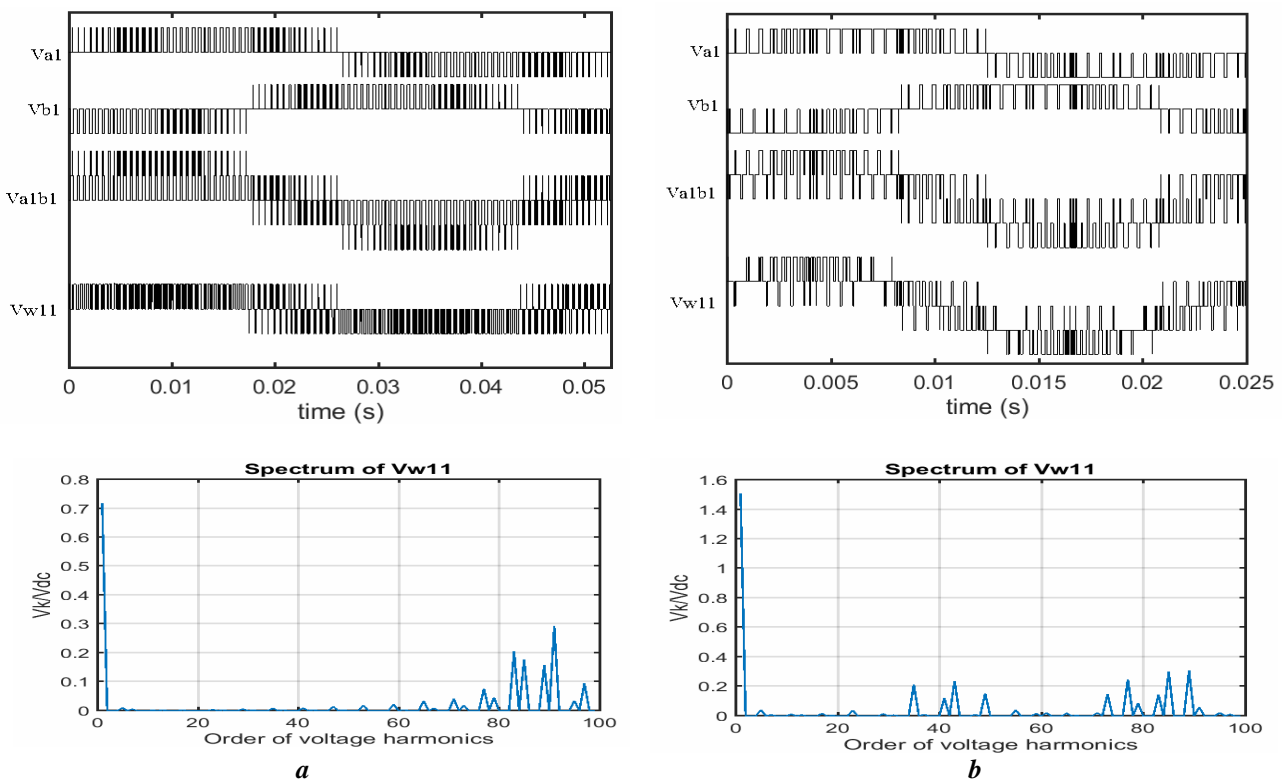 Va1
Vb1
Va1b1
Vw11
0 0.01 0.02 0.03 0.04 0.05
time (s)
Va1
Vb1
Va1b1
Vw11
0 0.005 0.01 0.015 0.02 0.025
time (s)
Spectrum of Vw11
Vk/Vdc
0.8
0.7
0.6
0.5
0.4
0.3
0.2
0.1
0
0 20 40 60 80 100
Order of voltage harmonics
a
Spectrum of Vw11
Vk/Vdc
1.6
1.4
1.2
1
0.8
0.6
0.4
0.2
0
0 20 40 60 80 100
Order of voltage harmonics
b